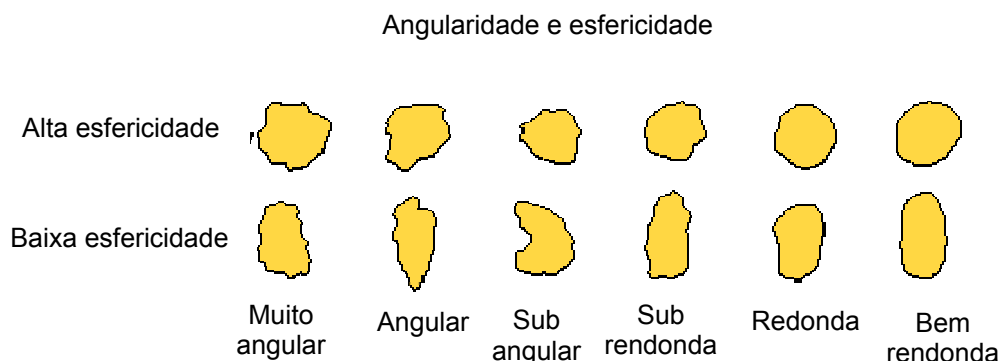 Angularidade e esfericidade
Alta esfericidade
Baixa esfericidade
Muito
angular
Angular
Sub
angular
Sub
rendonda
Redonda
Bem
rendonda